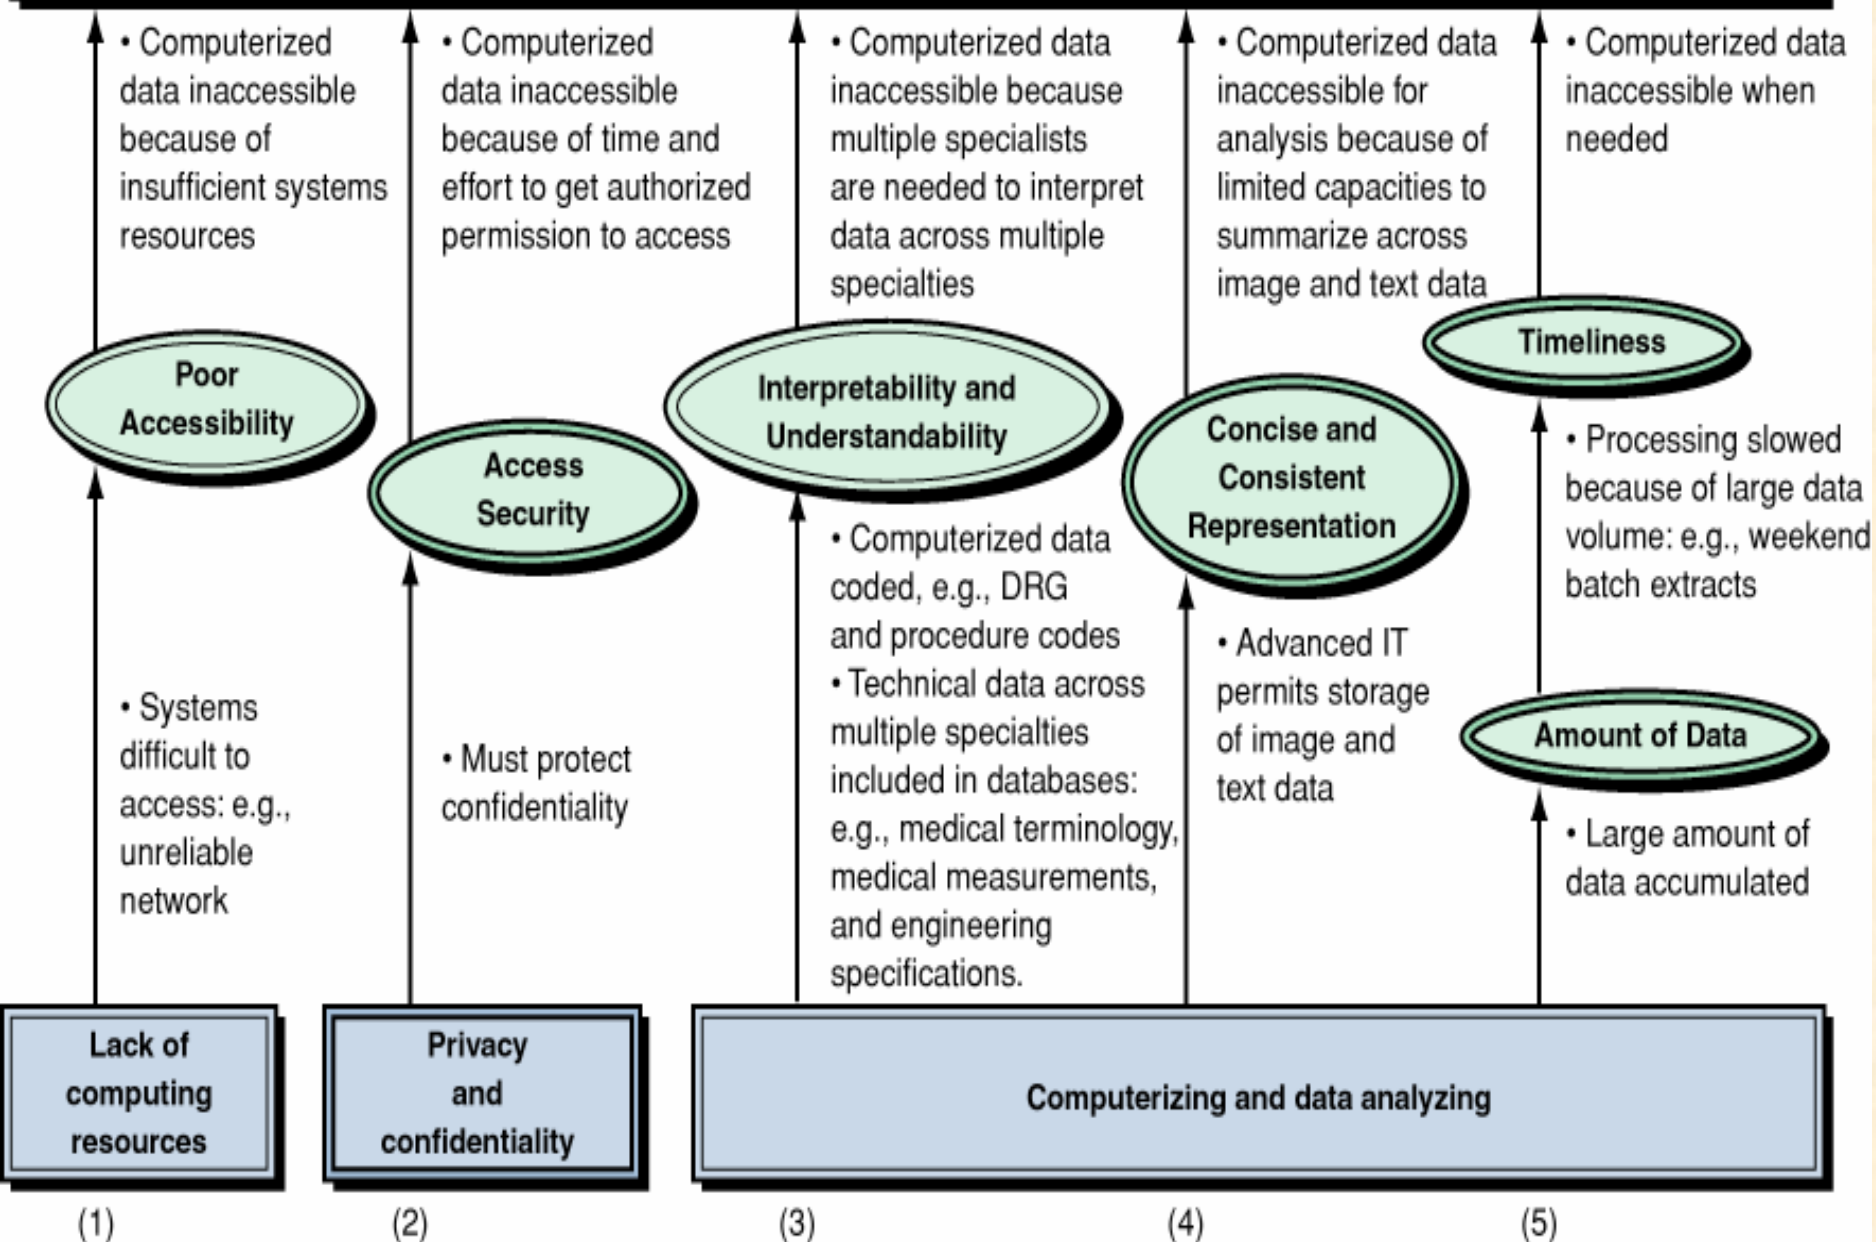 • Computerized
data inaccessible
because of
insufficient systems
resources
• Computerized
data inaccessible
because of time and
effort to get authorized
permission to access
• Computerized data
inaccessible because
multiple specialists
are needed to interpret
data across multiple
specialties
• Computerized data
inaccessible for
analysis because of
limited capacities to
summarize across
image and text data
• Computerized data
inaccessible when
needed
Poor
Accessibility
Access
Security
Interpretability and
Understandability
Concise and
Consistent
Representation
Timeliness
• Processing slowed
because of large data
volume: e.g., weekend
batch extracts
Amount of Data
• Systems
difficult to
access: e.g.,
unreliable
network
• Must protect
confidentiality
• Computerized data
coded, e.g., DRG
and procedure codes
• Technical data across
multiple specialties
included in databases:
e.g., medical terminology,
medical measurements,
and engineering
specifications.
• Advanced IT
permits storage
of image and
text data
• Large amount of
data accumulated
Lack of
computing
resources
Privacy
and
confidentiality
Computerizing and data analyzing
(1)
(2)
(3)
(4)
(5)